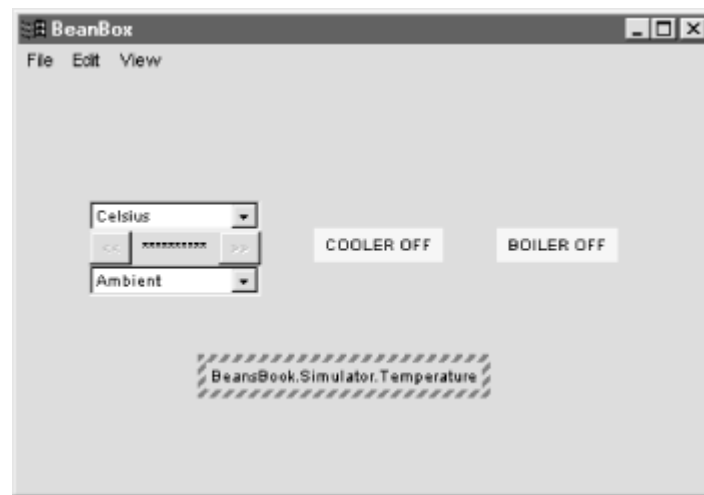 BeanBox
File Edit View
Celsius
<< ********** >>
COOLER OFF BOILER OFF
Ambient
BeansBook.Simulator.Temperature